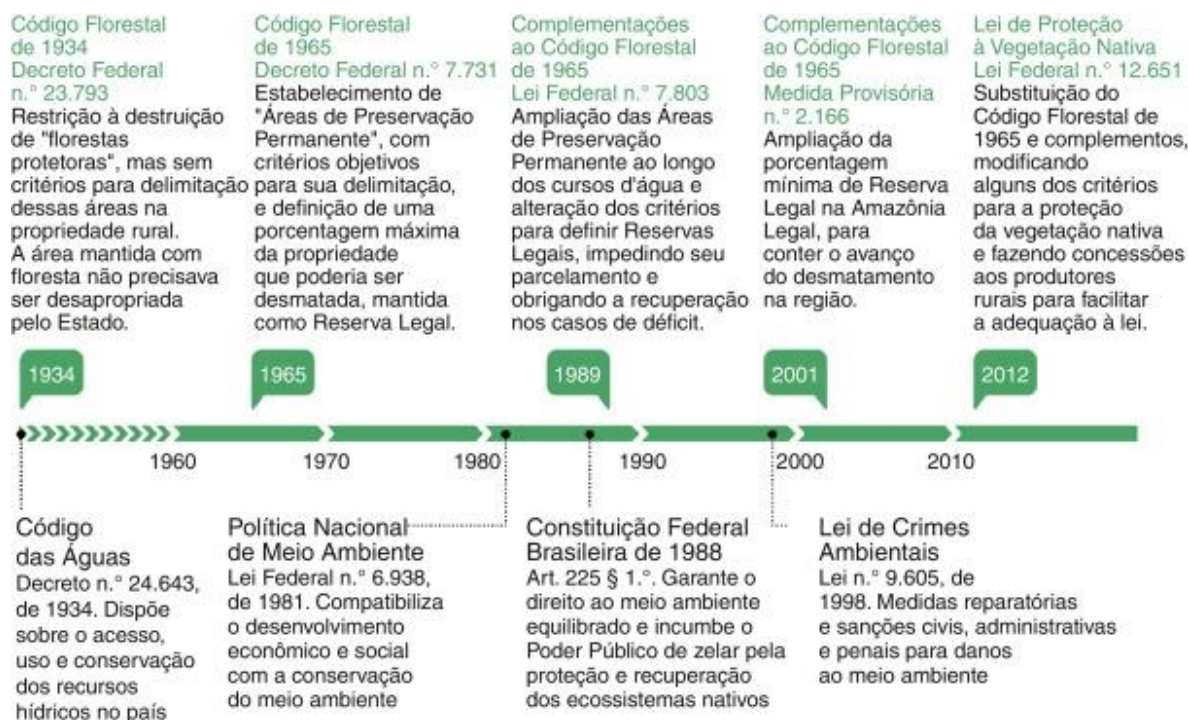 Código Florestal
de 1934
Decreto Federal
n.° 23.793
Restrição à destruição
de "florestas
protetoras", mas sem
critérios para delimitação
dessas áreas na
propriedade rural.
A área mantida com
floresta não precisava
ser desapropriada
pelo Estado.
Código Florestal
de 1965
Decreto Federal n.° 7.731
Estabelecimento de
"Áreas de Preservação
Permanente", com
critérios objetivos
para sua delimitação,
e definição de uma
porcentagem máxima
da propriedade
que poderia ser
desmatada, mantida
como Reserva Legal.
Complementações
ao Código Florestal
de 1965
Lei Federal n.° 7.803
Ampliação das Áreas
de Preservação
Permanente ao longo
dos cursos d'água e
alteração dos critérios
para definir Reservas
Legais, impedindo seu
parcelamento e
obrigando a recuperação
nos casos de déficit.
Complementações
ao Código Florestal
de 1965
Medida Provisória
n.° 2.166
Ampliação da
porcentagem
mínima de Reserva
Legal na Amazônia
Legal, para
conter o avanço
do desmatamento
na região.
Lei de Proteção
à Vegetação Nativa
Lei Federal n.° 12.651
Substituição do
Código Florestal de
1965 e complementos,
modificando
alguns dos critérios
para a proteção
da vegetação nativa
e fazendo concessões
aos produtores
rurais para facilitar
a adequação à lei.
1934
1965
1989
2001
2012
1960
1970
1980
1990
2000
2010
Código
das Águas
Decreto n.° 24.643,
de 1934. Dispõe
sobre o acesso,
uso e conservação
dos recursos
hídricos no país
Política Nacional
de Meio Ambiente
Lei Federal n.° 6.938,
de 1981. Compatibiliza
o desenvolvimento
econômico e social
com a conservação
do meio ambiente
Constituição Federal
Brasileira de 1988
Art. 225 § 1.°. Garante o
direito ao meio ambiente
equilibrado e incumbe o
Poder Público de zelar pela
proteção e recuperação
dos ecossistemas nativos
Lei de Crimes
Ambientais
Lei n.° 9.605, de
1998. Medidas reparatórias
e sanções civis, administrativas
e penais para danos
ao meio ambiente